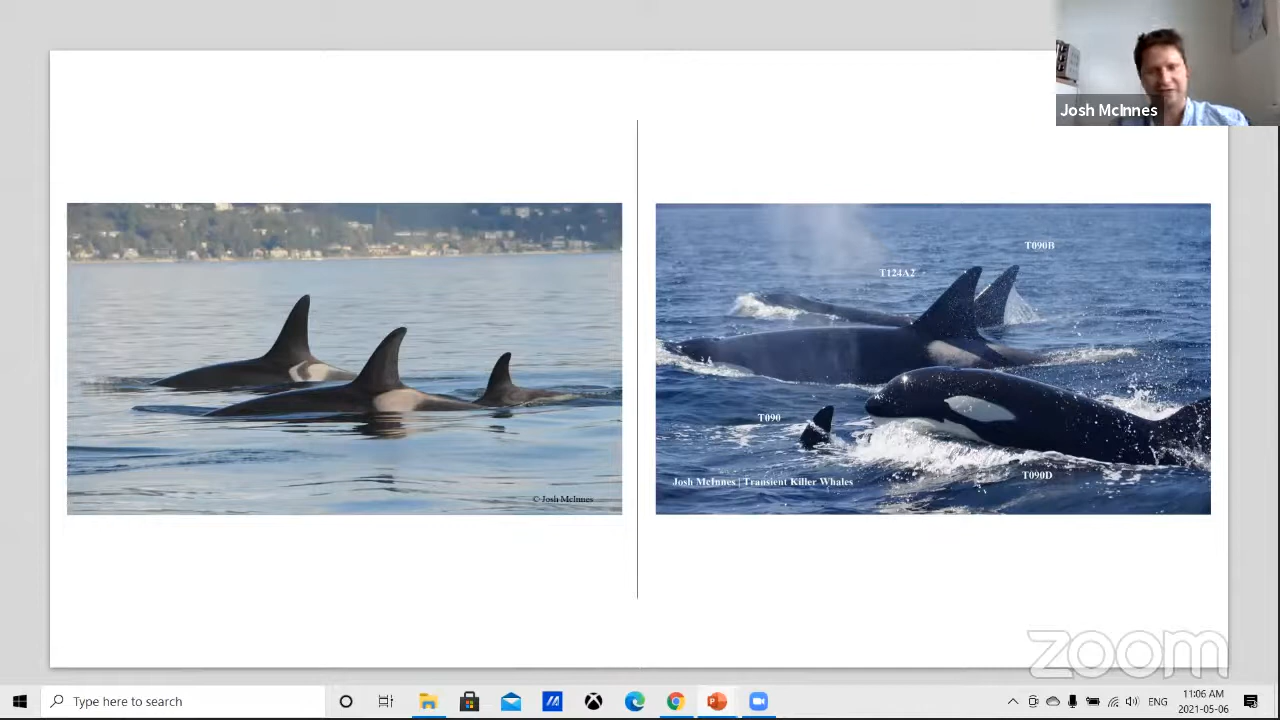 Josh McInnes
T090B
T124A2
T090
T090D
Josh McInnes | Transient Killer Whales
© Josh McInnes
zoom
Type here to search
ENG
11:06 AM
2021-05-06